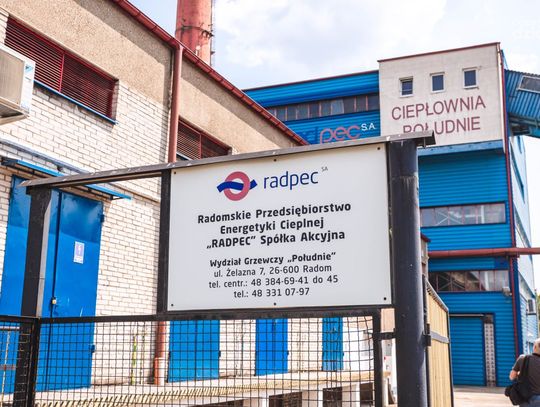 CIEPŁOWNIA
POŁUDNIE
pec S.A.
radpec SA
Radomskie Przedsiębiorstwo
Energetyki Cieplnej
„RADPEC” Spółka Akcyjna
Wydział Grzewczy „Południe”
ul. Żelazna 7, 26-600 Radom
tel. centr.: 48 384-69-41 do 45
tel.: 48 331 07-97